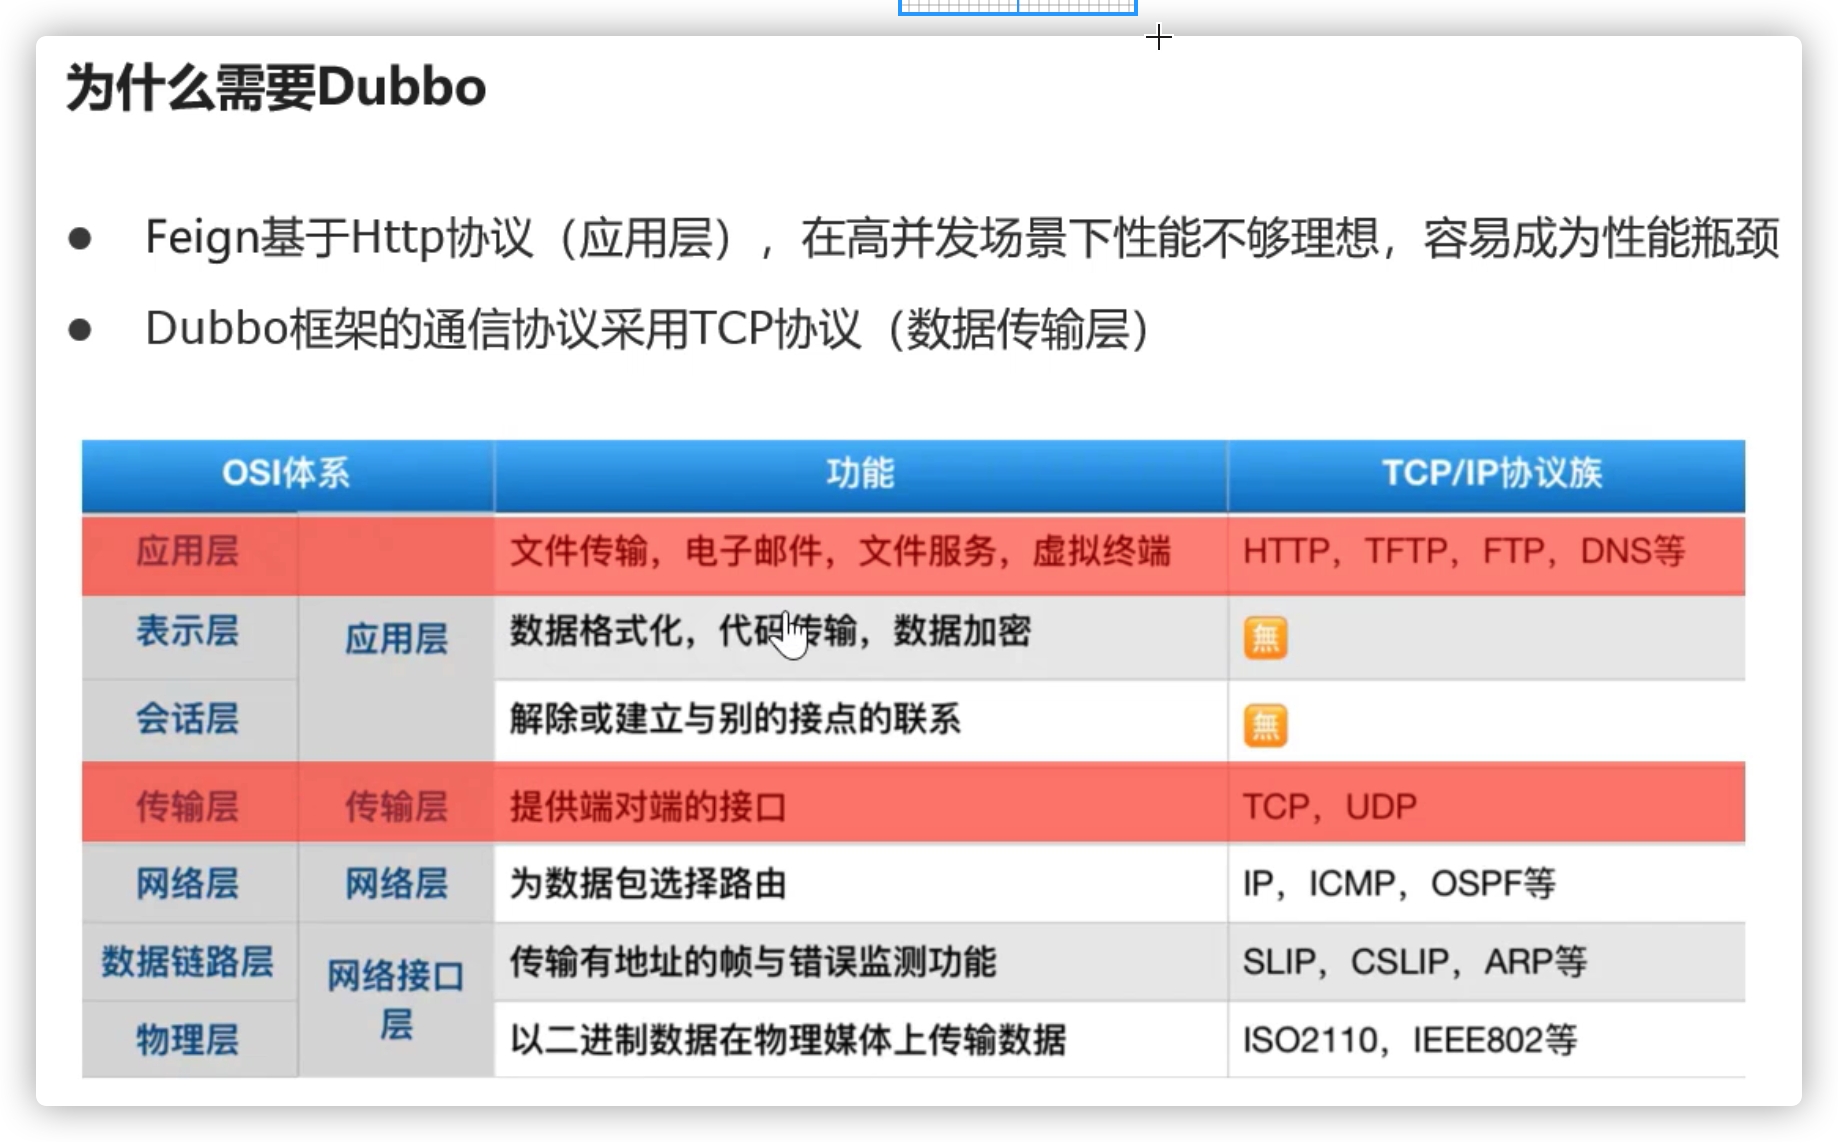 为什么需要Dubbo
● Feign基于Http协议（应用层），在高并发场景下性能不够理想，容易成为性能瓶颈
● Dubbo框架的通信协议采用TCP协议（数据传输层）
OSI体系 功能 TCP/IP协议族
应用层 文件传输，电子邮件，文件服务，虚拟终端 HTTP，TFTP，FTP，DNS等
表示层 应用层 数据格式化，代码传输，数据加密 無
会话层 解除或建立与别的接点的联系 無
传输层 传输层 提供端对端的接口 TCP，UDP
网络层 网络层 为数据包选择路由 IP，ICMP，OSPF等
数据链路层 网络接口 传输有地址的帧与错误监测功能 SLIP，CSLIP，ARP等
物理层 层 以二进制数据在物理媒体上传输数据 ISO2110，IEEE802等